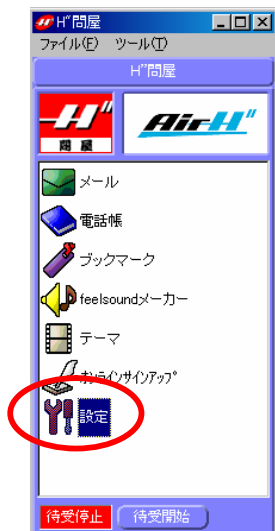 H"問屋
ファイル(F) ツール(T)
H"問屋
H"
問屋
AirH"
メール
電話帳
ブックマーク
feelsoundメーカー
テーマ
オンラインサインアップ
設定
待受停止 待受開始